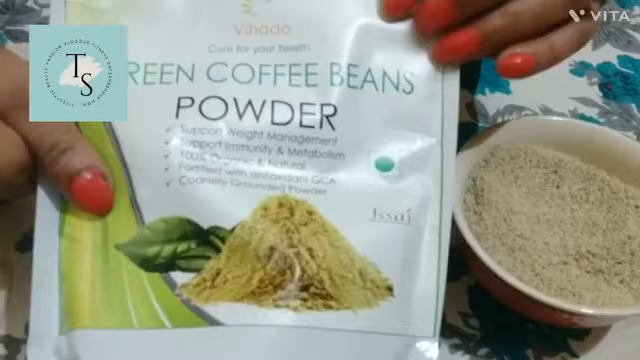 VITA
Vihado
Care for your health
REEN COFFEE BEANS
POWDER
Support Weight Management
Support Immunity & Metabolism
100% Organic & Natural
Fortified with antioxidant GCA
Coarsely Grounded Powder
TS